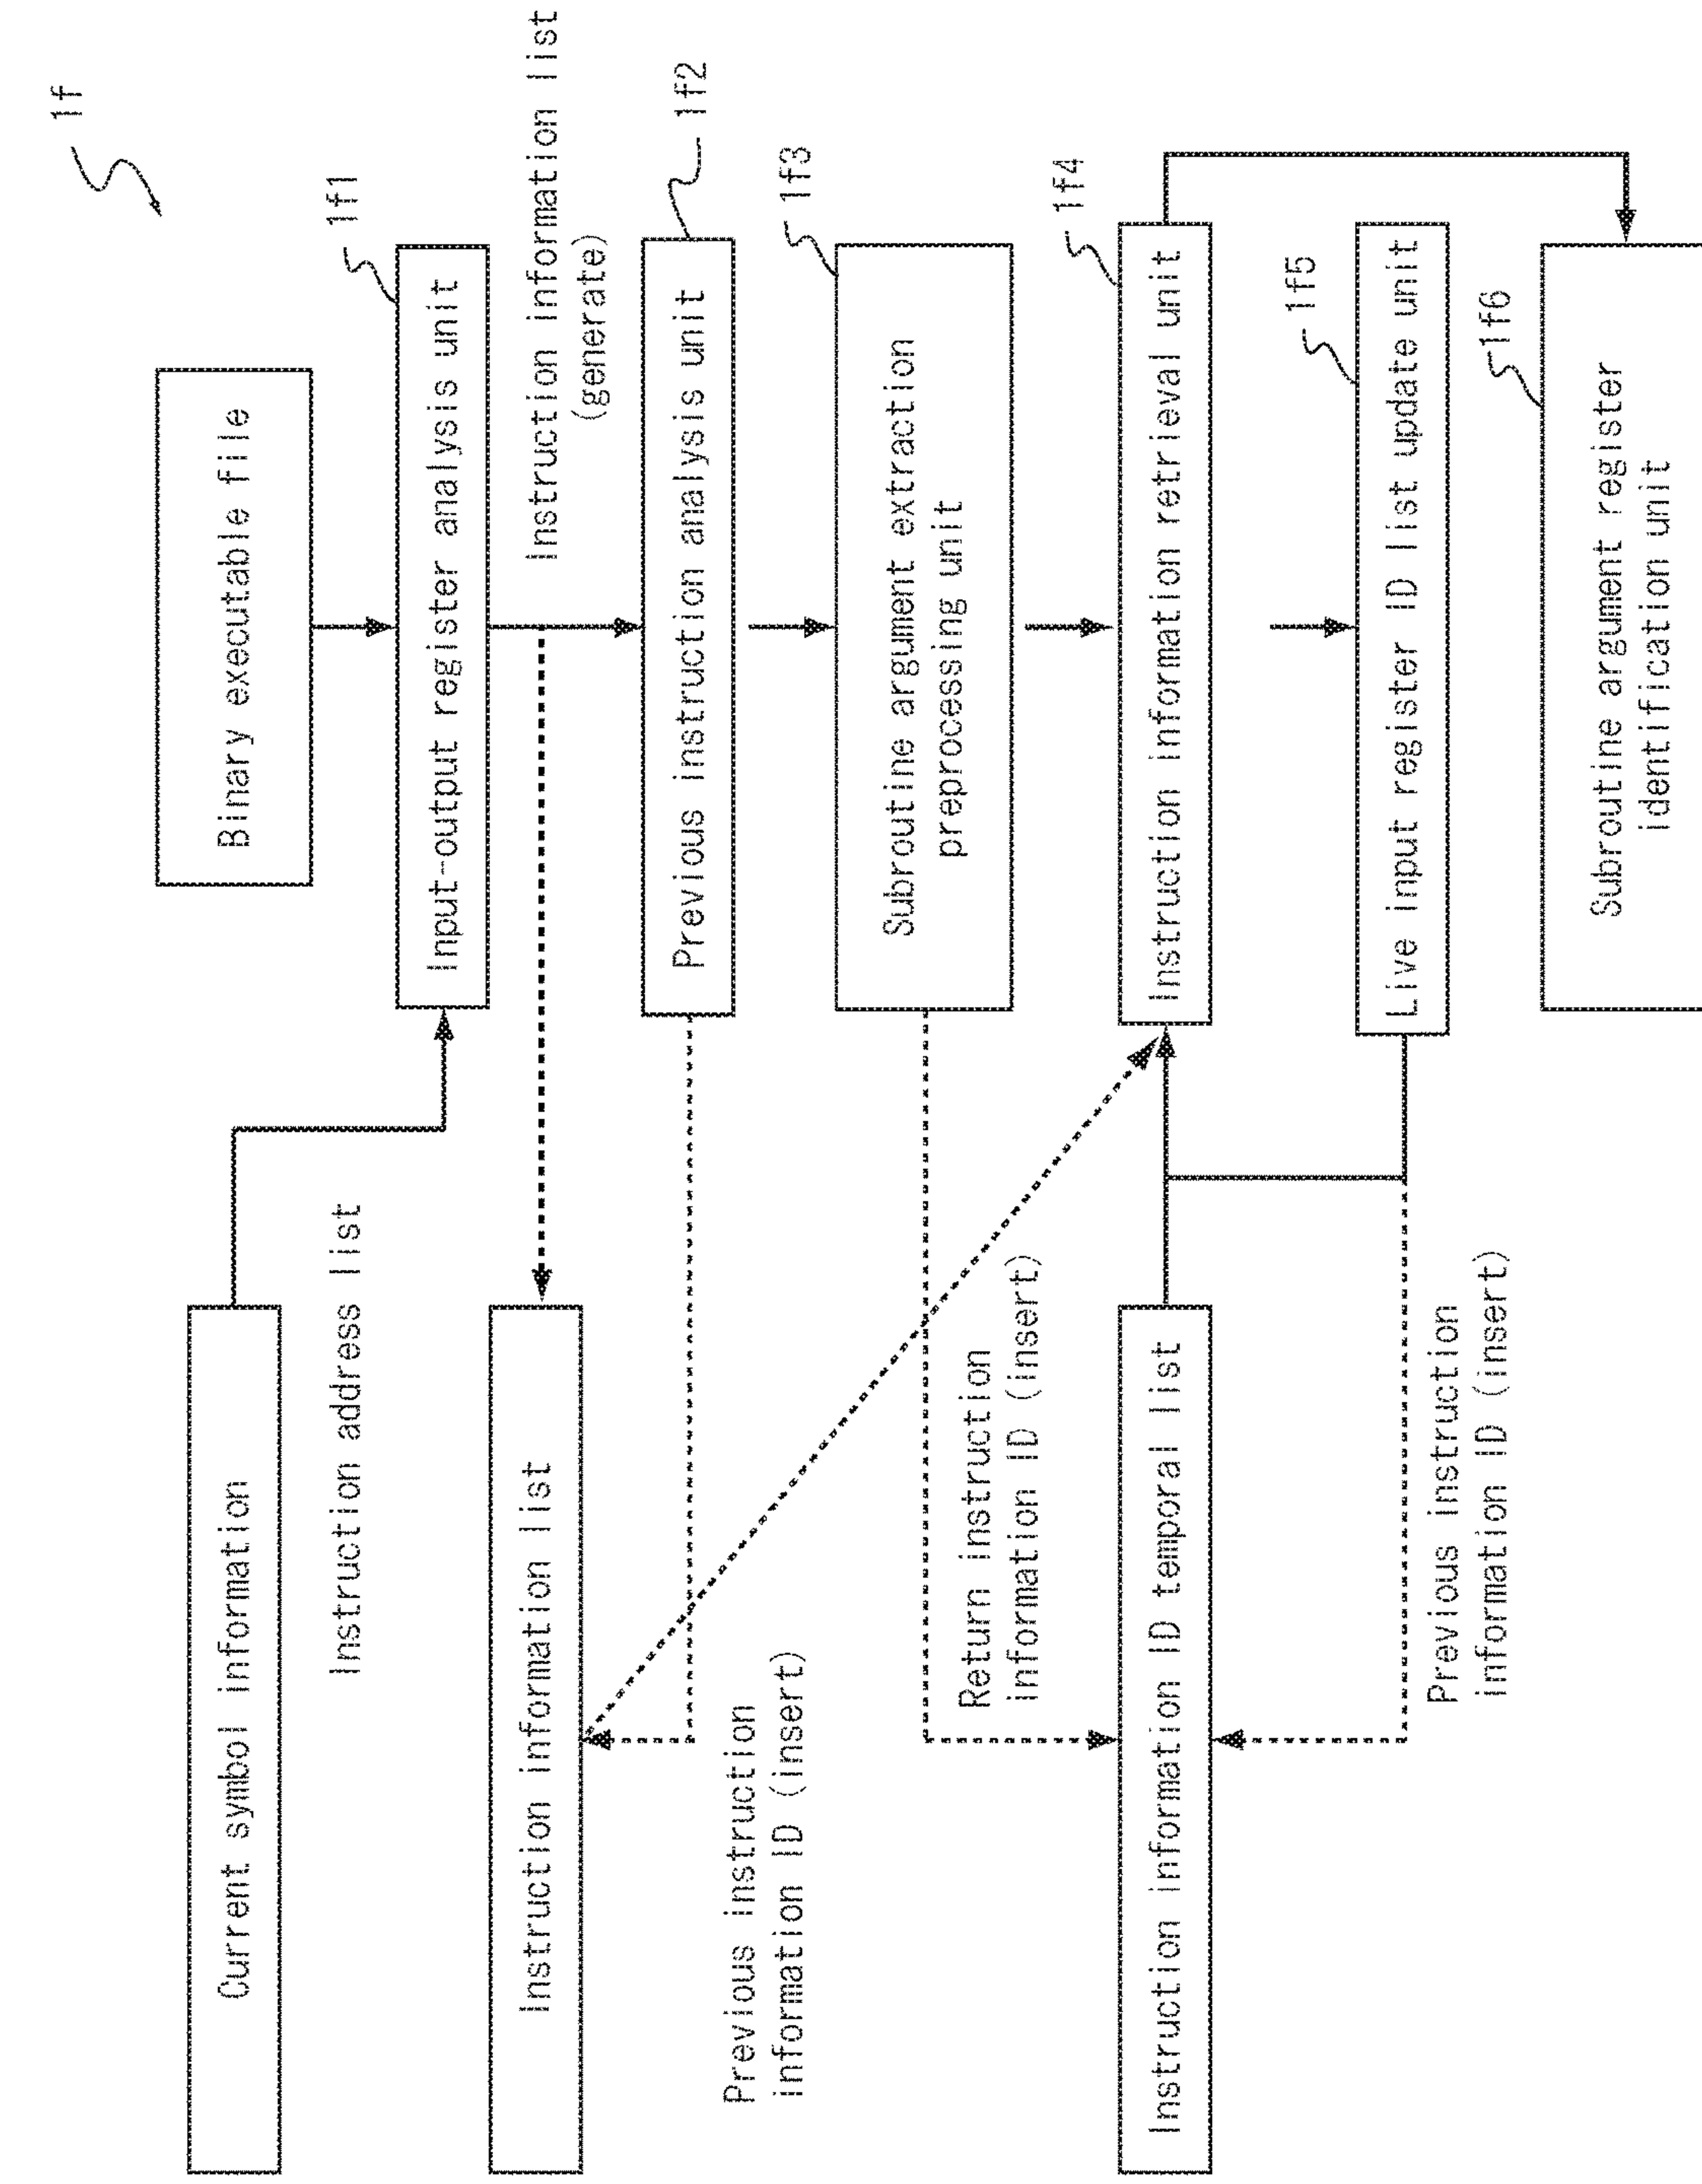 1f
Binary executable file
Current symbol information
1f1
Input-output register analysis unit
Instruction address list
Instruction information list
(generate)
Instruction information list
1f2
Previous instruction analysis unit
Previous instruction
information ID (insert)
1f3
Subroutine argument extraction
preprocessing unit
Return instruction
information ID (insert)
1f4
Instruction information retrieval unit
Instruction information ID temporal list
1f5
Live input register ID list update unit
Previous instruction
information ID (insert)
1f6
Subroutine argument register
identification unit